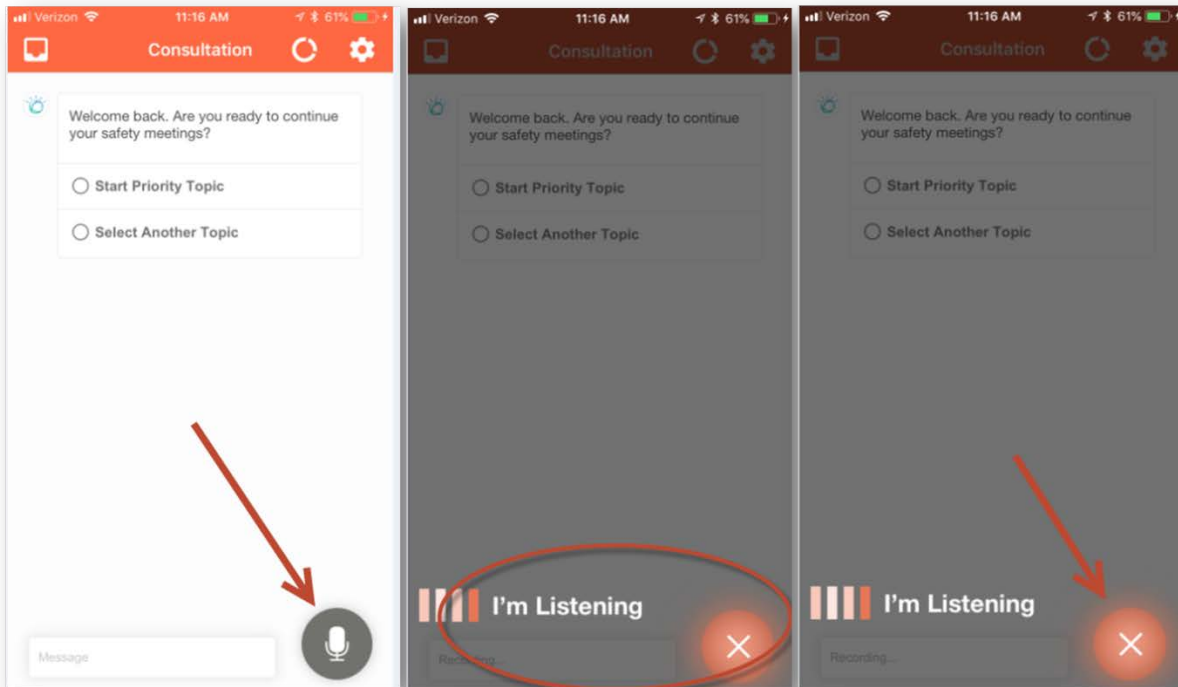 Verizon 11:16 AM 61%
Consultation
Welcome back. Are you ready to continue
your safety meetings?
Start Priority Topic
Select Another Topic
Message
Verizon 11:16 AM 61%
Consultation
Welcome back. Are you ready to continue
your safety meetings?
Start Priority Topic
Select Another Topic
I'm Listening
Recording...
Verizon 11:16 AM 61%
Consultation
Welcome back. Are you ready to continue
your safety meetings?
Start Priority Topic
Select Another Topic
I'm Listening
Recording...